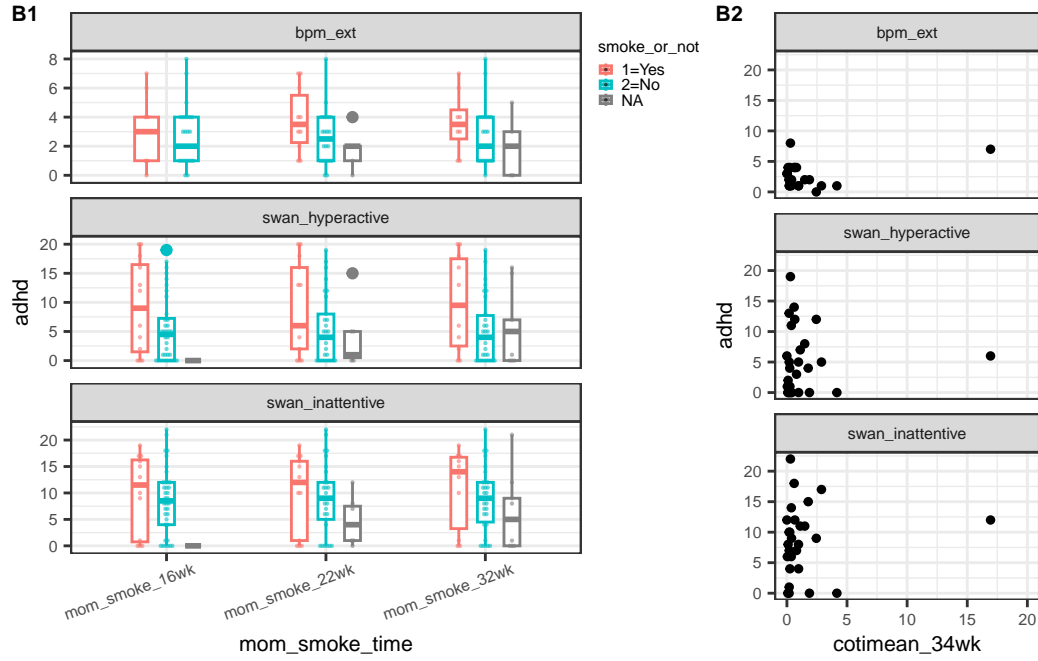 B1
bpm_ext
0
2
4
6
8
swan_hyperactive
0
5
10
15
20
swan_inattentive
0
5
10
15
20
adhd
mom_smoke_16wk
mom_smoke_22wk
mom_smoke_32wk
mom_smoke_time
smoke_or_not
1=Yes
2=No
NA
B2
bpm_ext
0
5
10
15
20
swan_hyperactive
0
5
10
15
20
swan_inattentive
0
5
10
15
20
adhd
0 5 10 15 20
cotimean_34wk